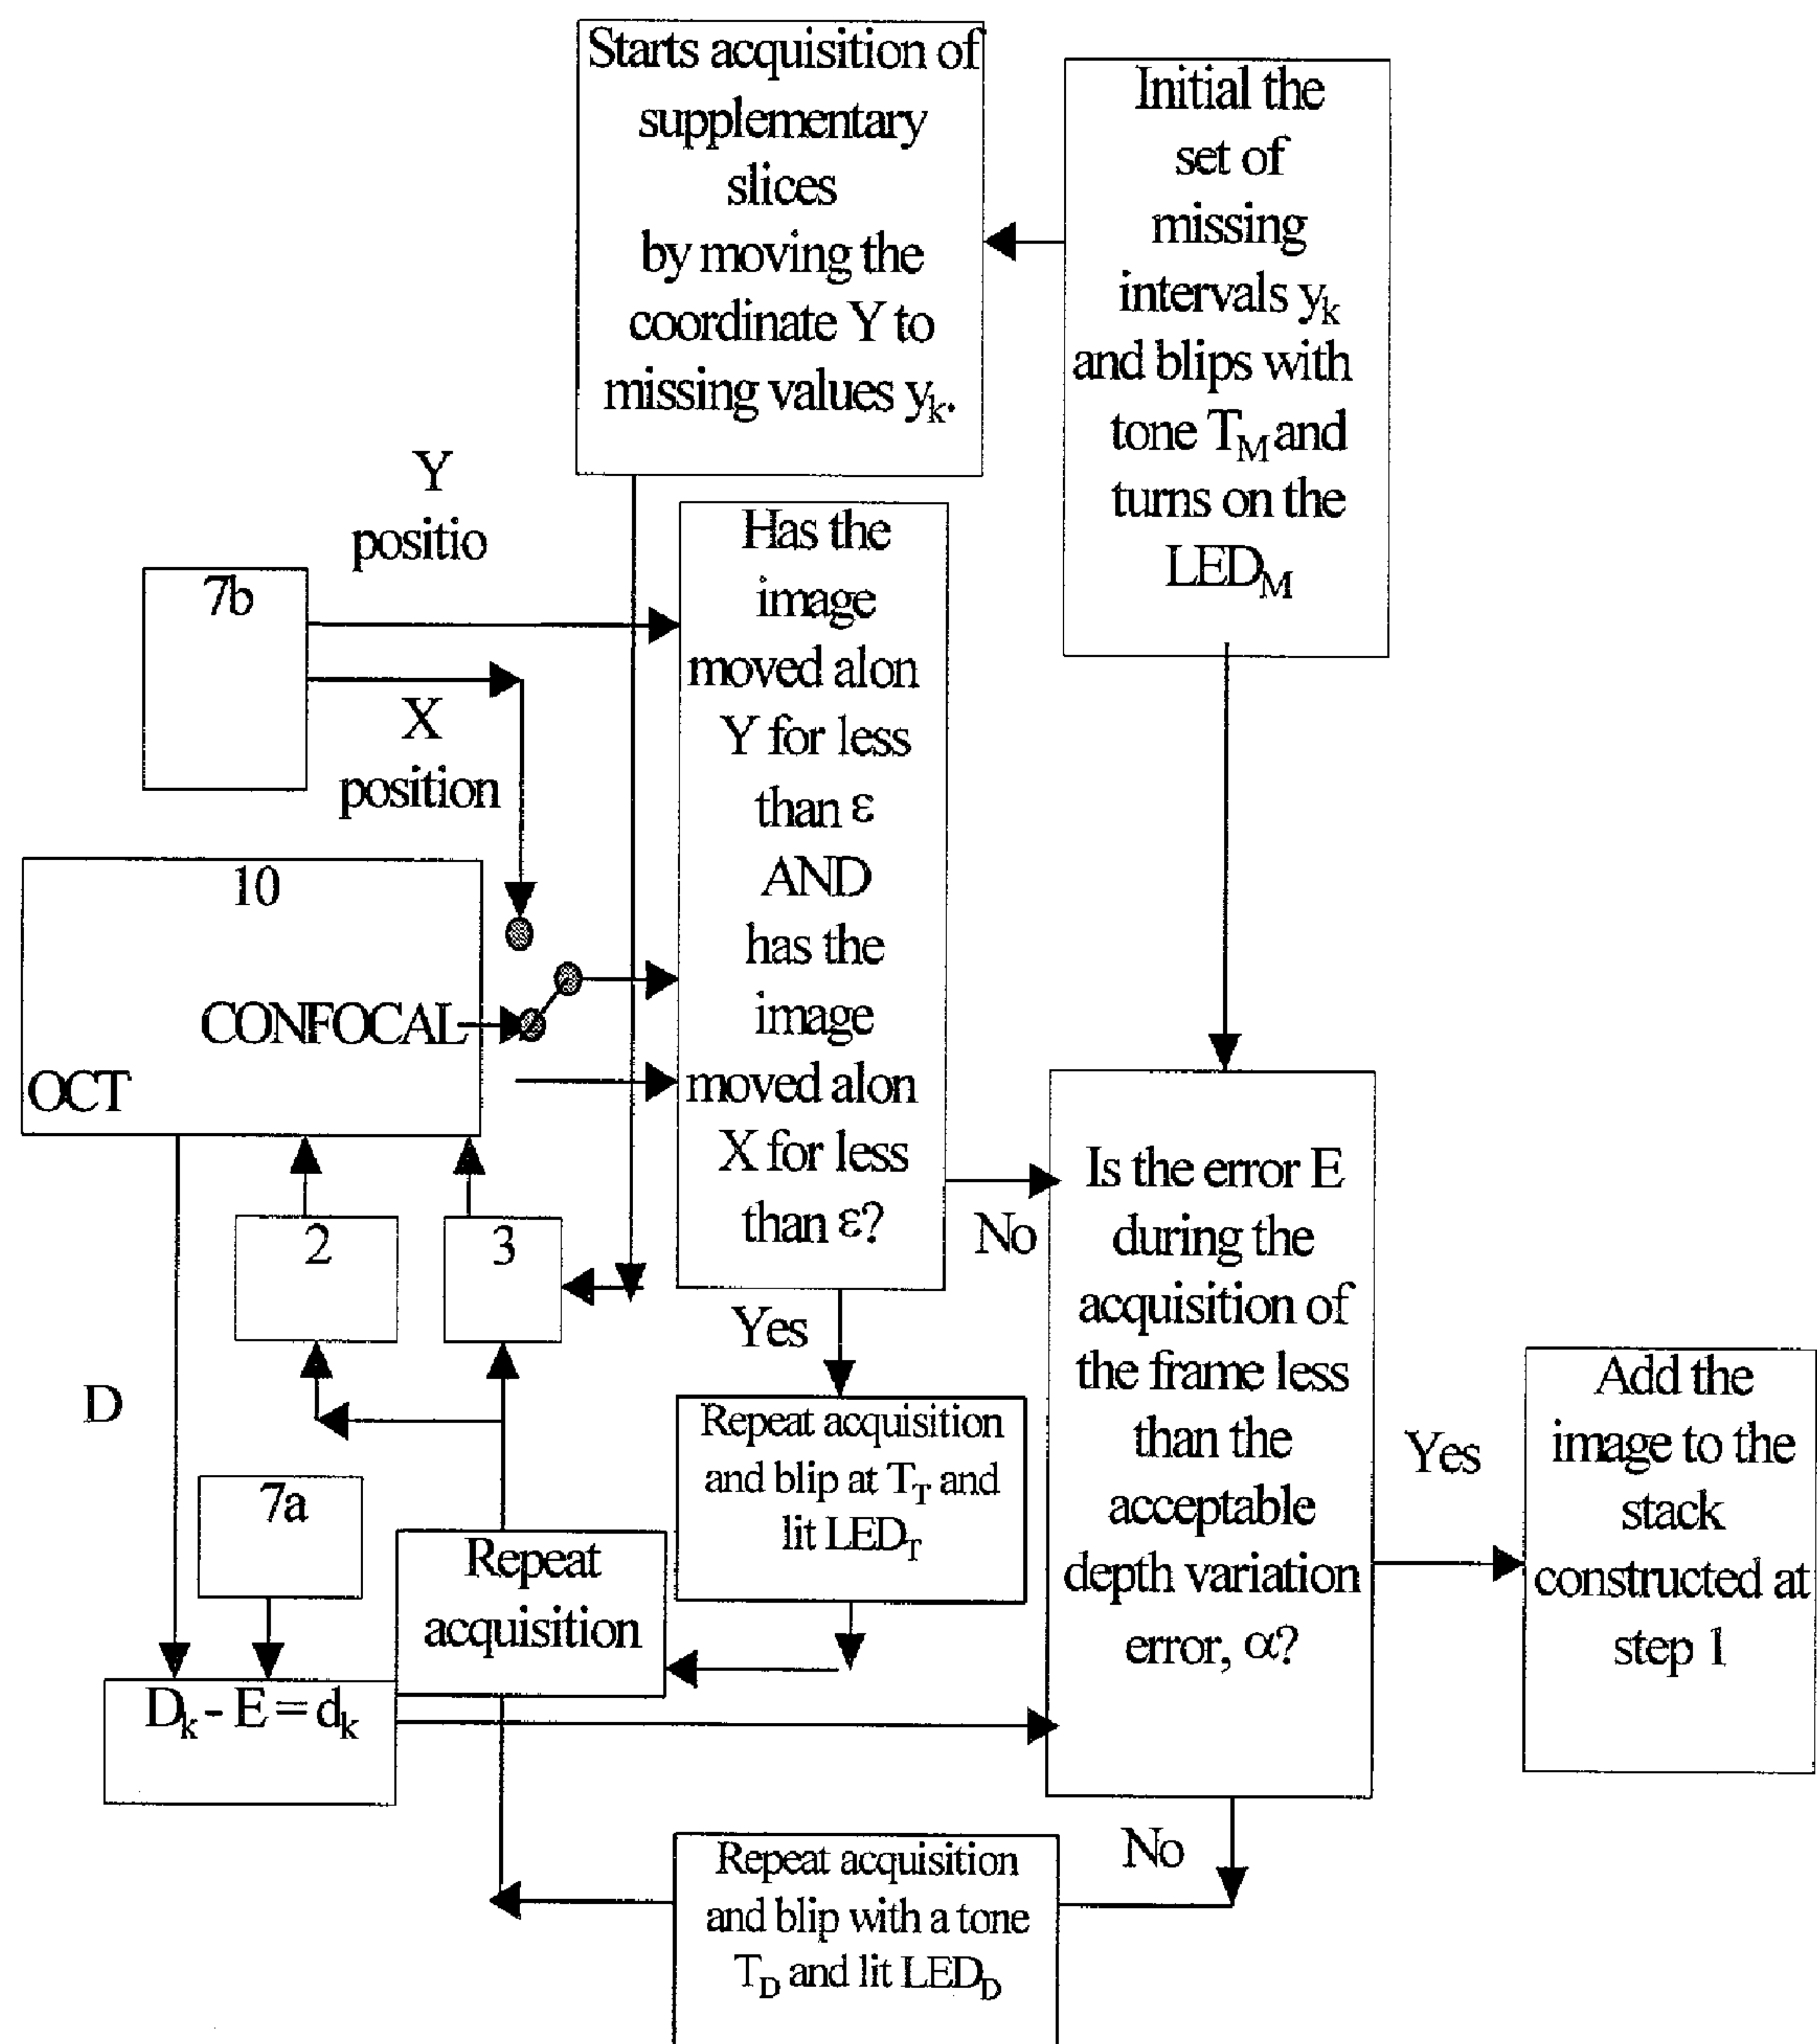 Starts acquisition of
supplementary
slices
by moving the
coordinate Y to
missing values yk.
Initial the
set of
missing
intervals yk
and blips with
tone TM and
turns on the
LEDM
Y
positio
7b
X
position
Has the
image
moved alon
Y for less
than ε
AND
has the
image
moved alon
X for less
than ε?
10
CONFOCAL
OCT
2
3
No
Yes
Is the error E
during the
acquisition of
the frame less
than the
acceptable
depth variation
error, α?
Yes
Add the
image to the
stack
constructed at
step 1
D
7a
Repeat acquisition
and blip at TT and
lit LEDT
Repeat
acquisition
Dk - E = dk
No
Repeat acquisition
and blip with a tone
TD and lit LEDD